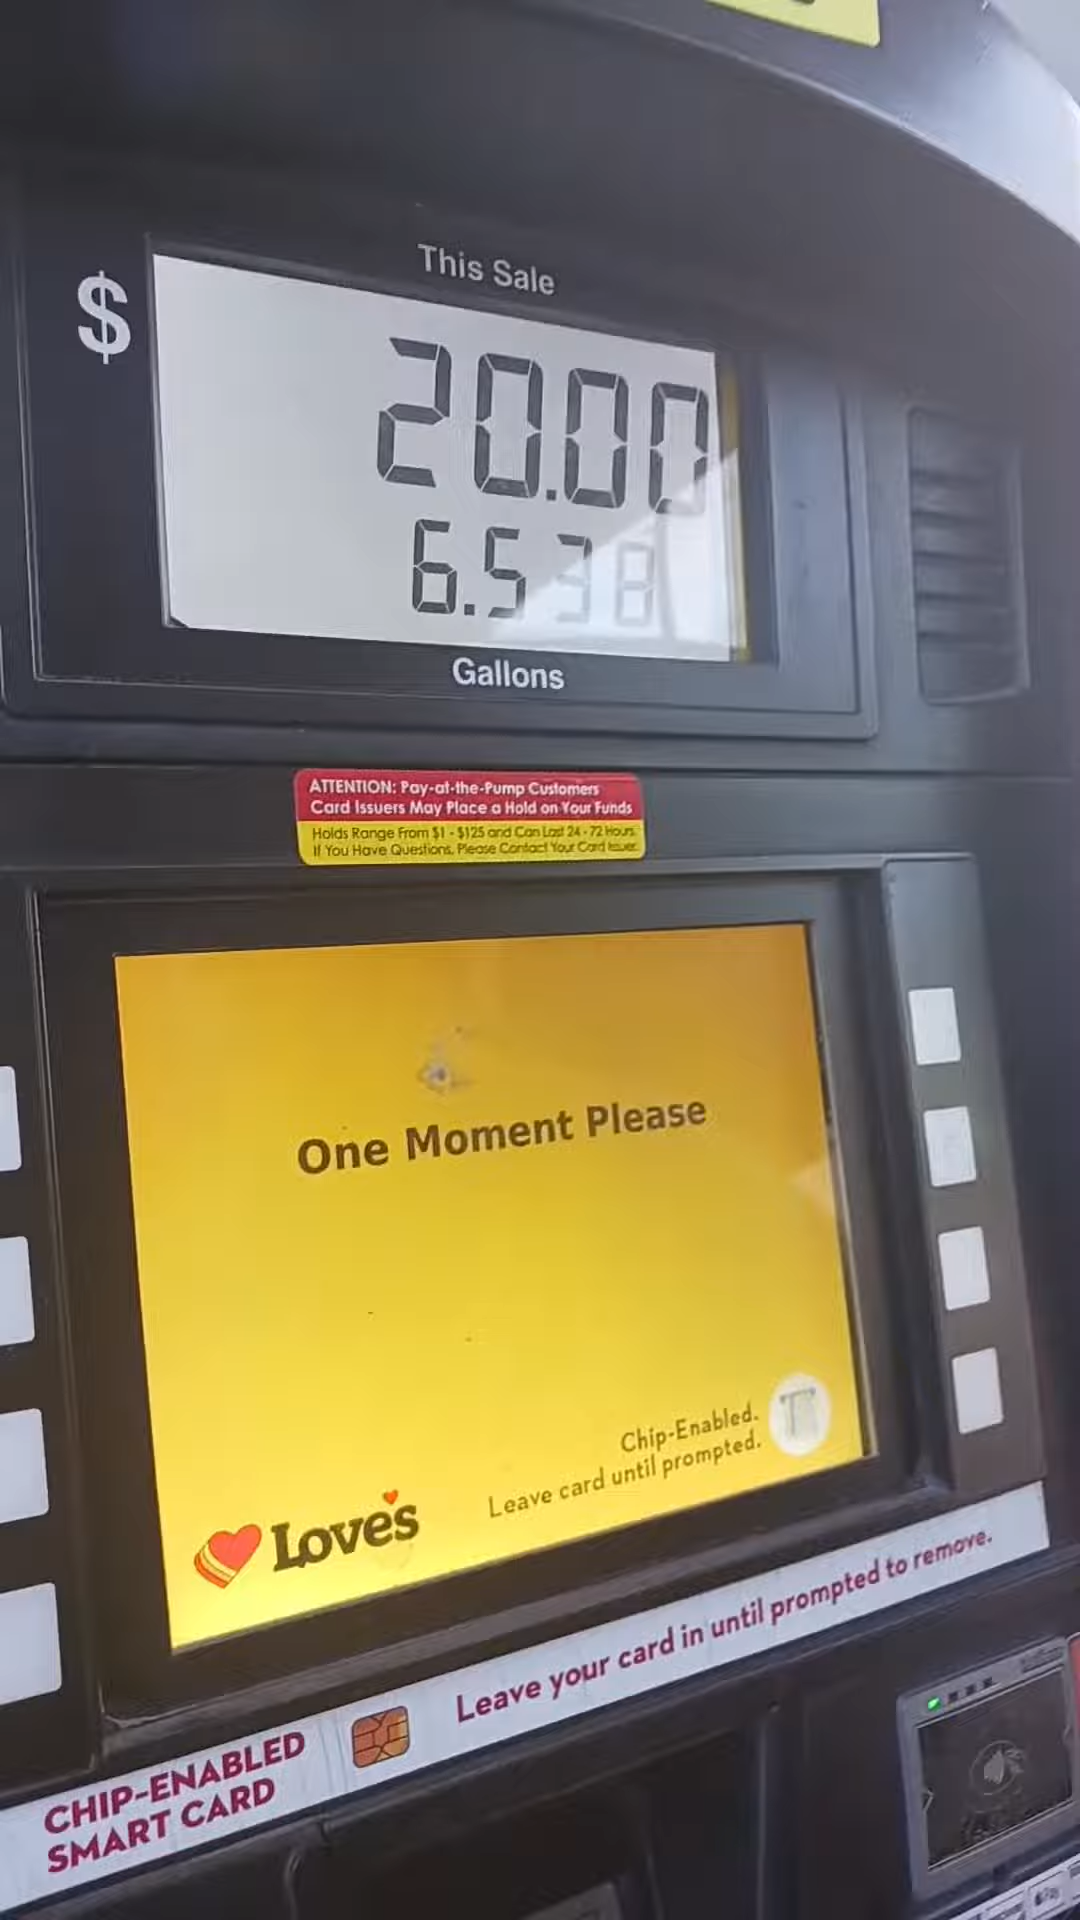 This Sale
$
20.00
6.538
Gallons
ATTENTION: Pay-at-the-Pump Customers
Card Issuers May Place a Hold on Your Funds
Holds Range From $1 - $125 and Can Last 24 - 72 Hours.
If You Have Questions, Please Contact Your Card Issuer.
One Moment Please
Chip-Enabled.
Leave card until prompted.
Love's
Leave your card in until prompted to remove.
CHIP-ENABLED
SMART CARD
Pay